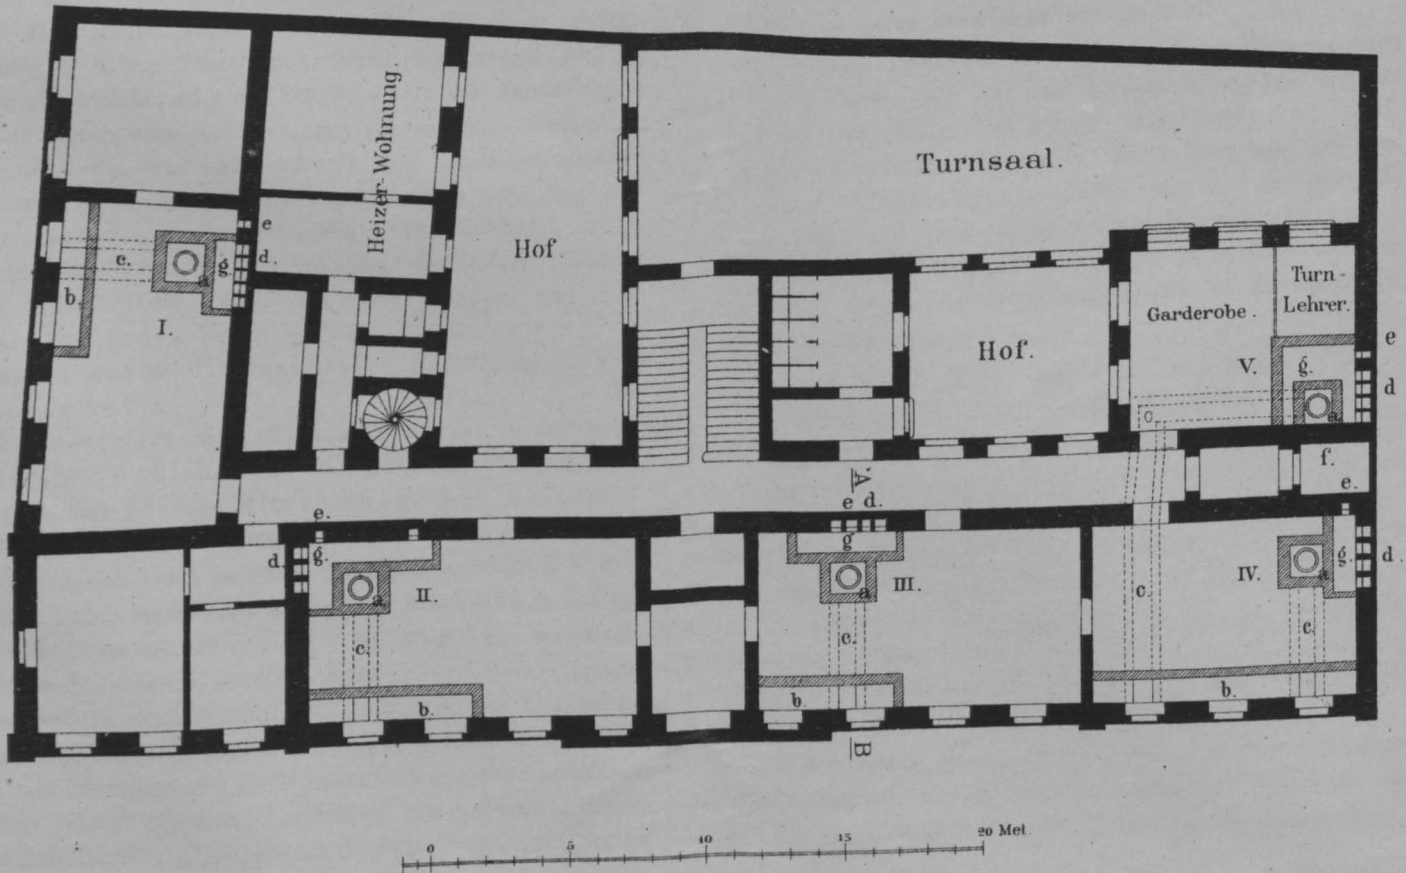 Turnsaal.
Heizer-Wohnung
Hof
e
d.
c.
a
g.
b.
I.
Turn-
Lehrer.
Garderobe.
Hof.
V.
g.
e
d
a
c.
f.
e.
A
e d.
e.
g.
d.
a
II.
g
a
III.
IV.
a
g.
d.
c.
c.
c.
c.
b.
b.
b.
B
0 5 10 15 20 Met.